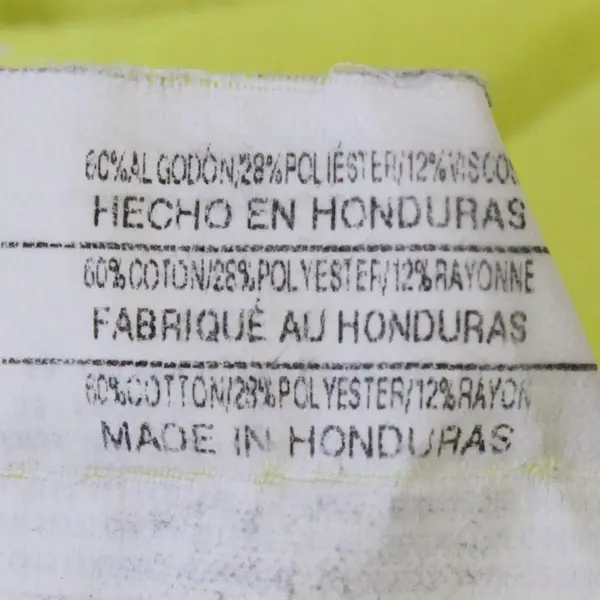 60%ALGODÓN/28%POLIÉSTER/12%VISCO
HECHO EN HONDURAS
60%COTON/28%POLYESTER/12%RAYONNE
FABRIQUÉ AU HONDURAS
60%COTTON/28%POLYESTER/12%RAYON
MADE IN HONDURAS